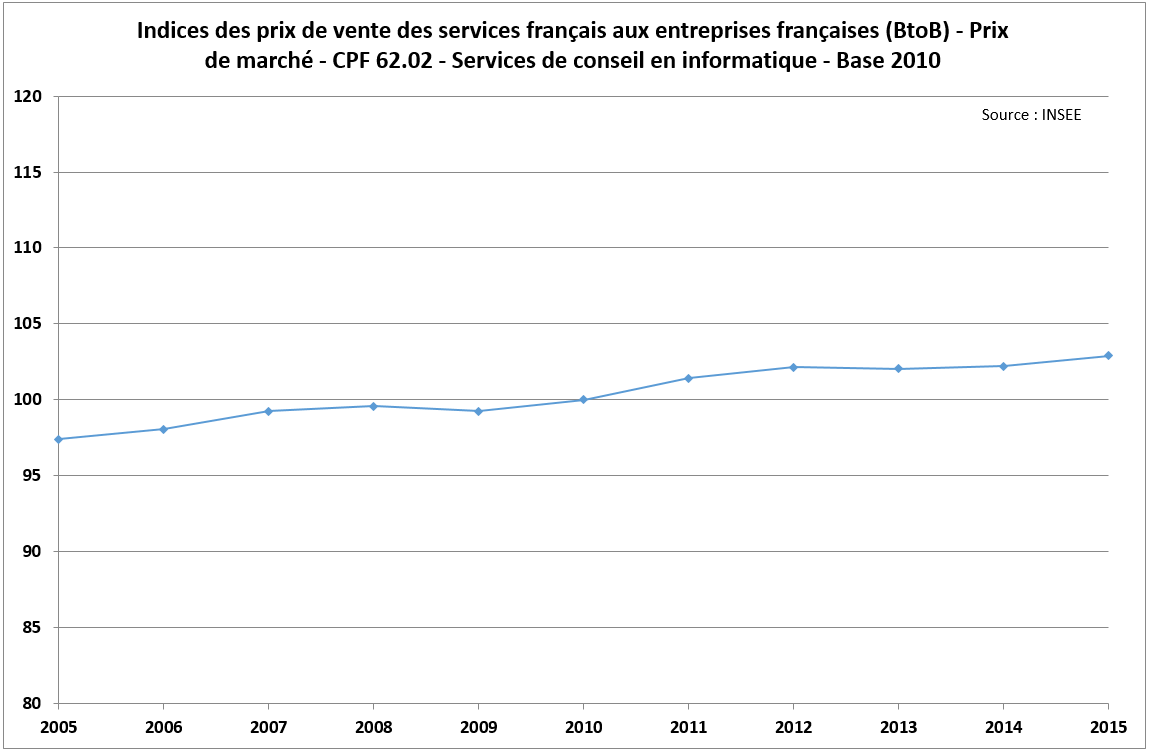 Indices des prix de vente des services français aux entreprises françaises (BtoB) - Prix
de marché - CPF 62.02 - Services de conseil en informatique - Base 2010
Source : INSEE
120
115
110
105
100
95
90
85
80
2005 2006 2007 2008 2009 2010 2011 2012 2013 2014 2015